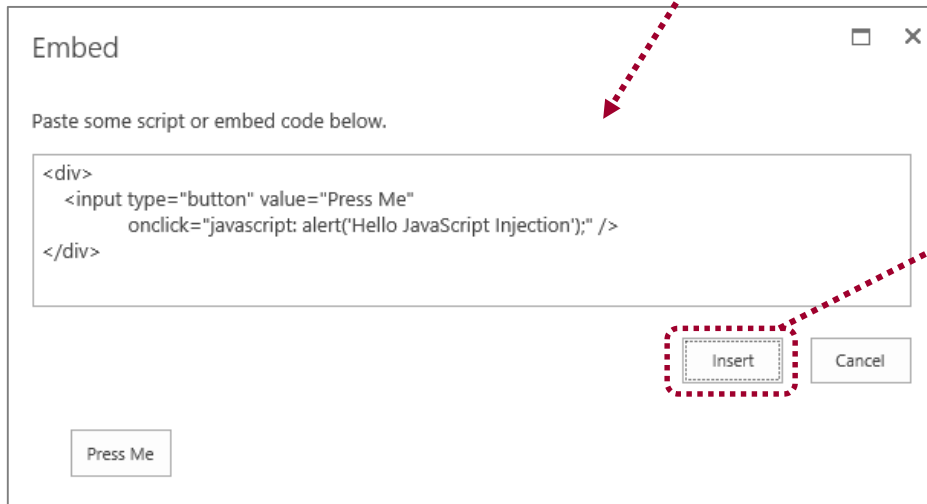 Embed
Paste some script or embed code below.
<div>
<input type="button" value="Press Me"
onclick="javascript: alert('Hello JavaScript Injection');" />
</div>
Insert
Cancel
Press Me